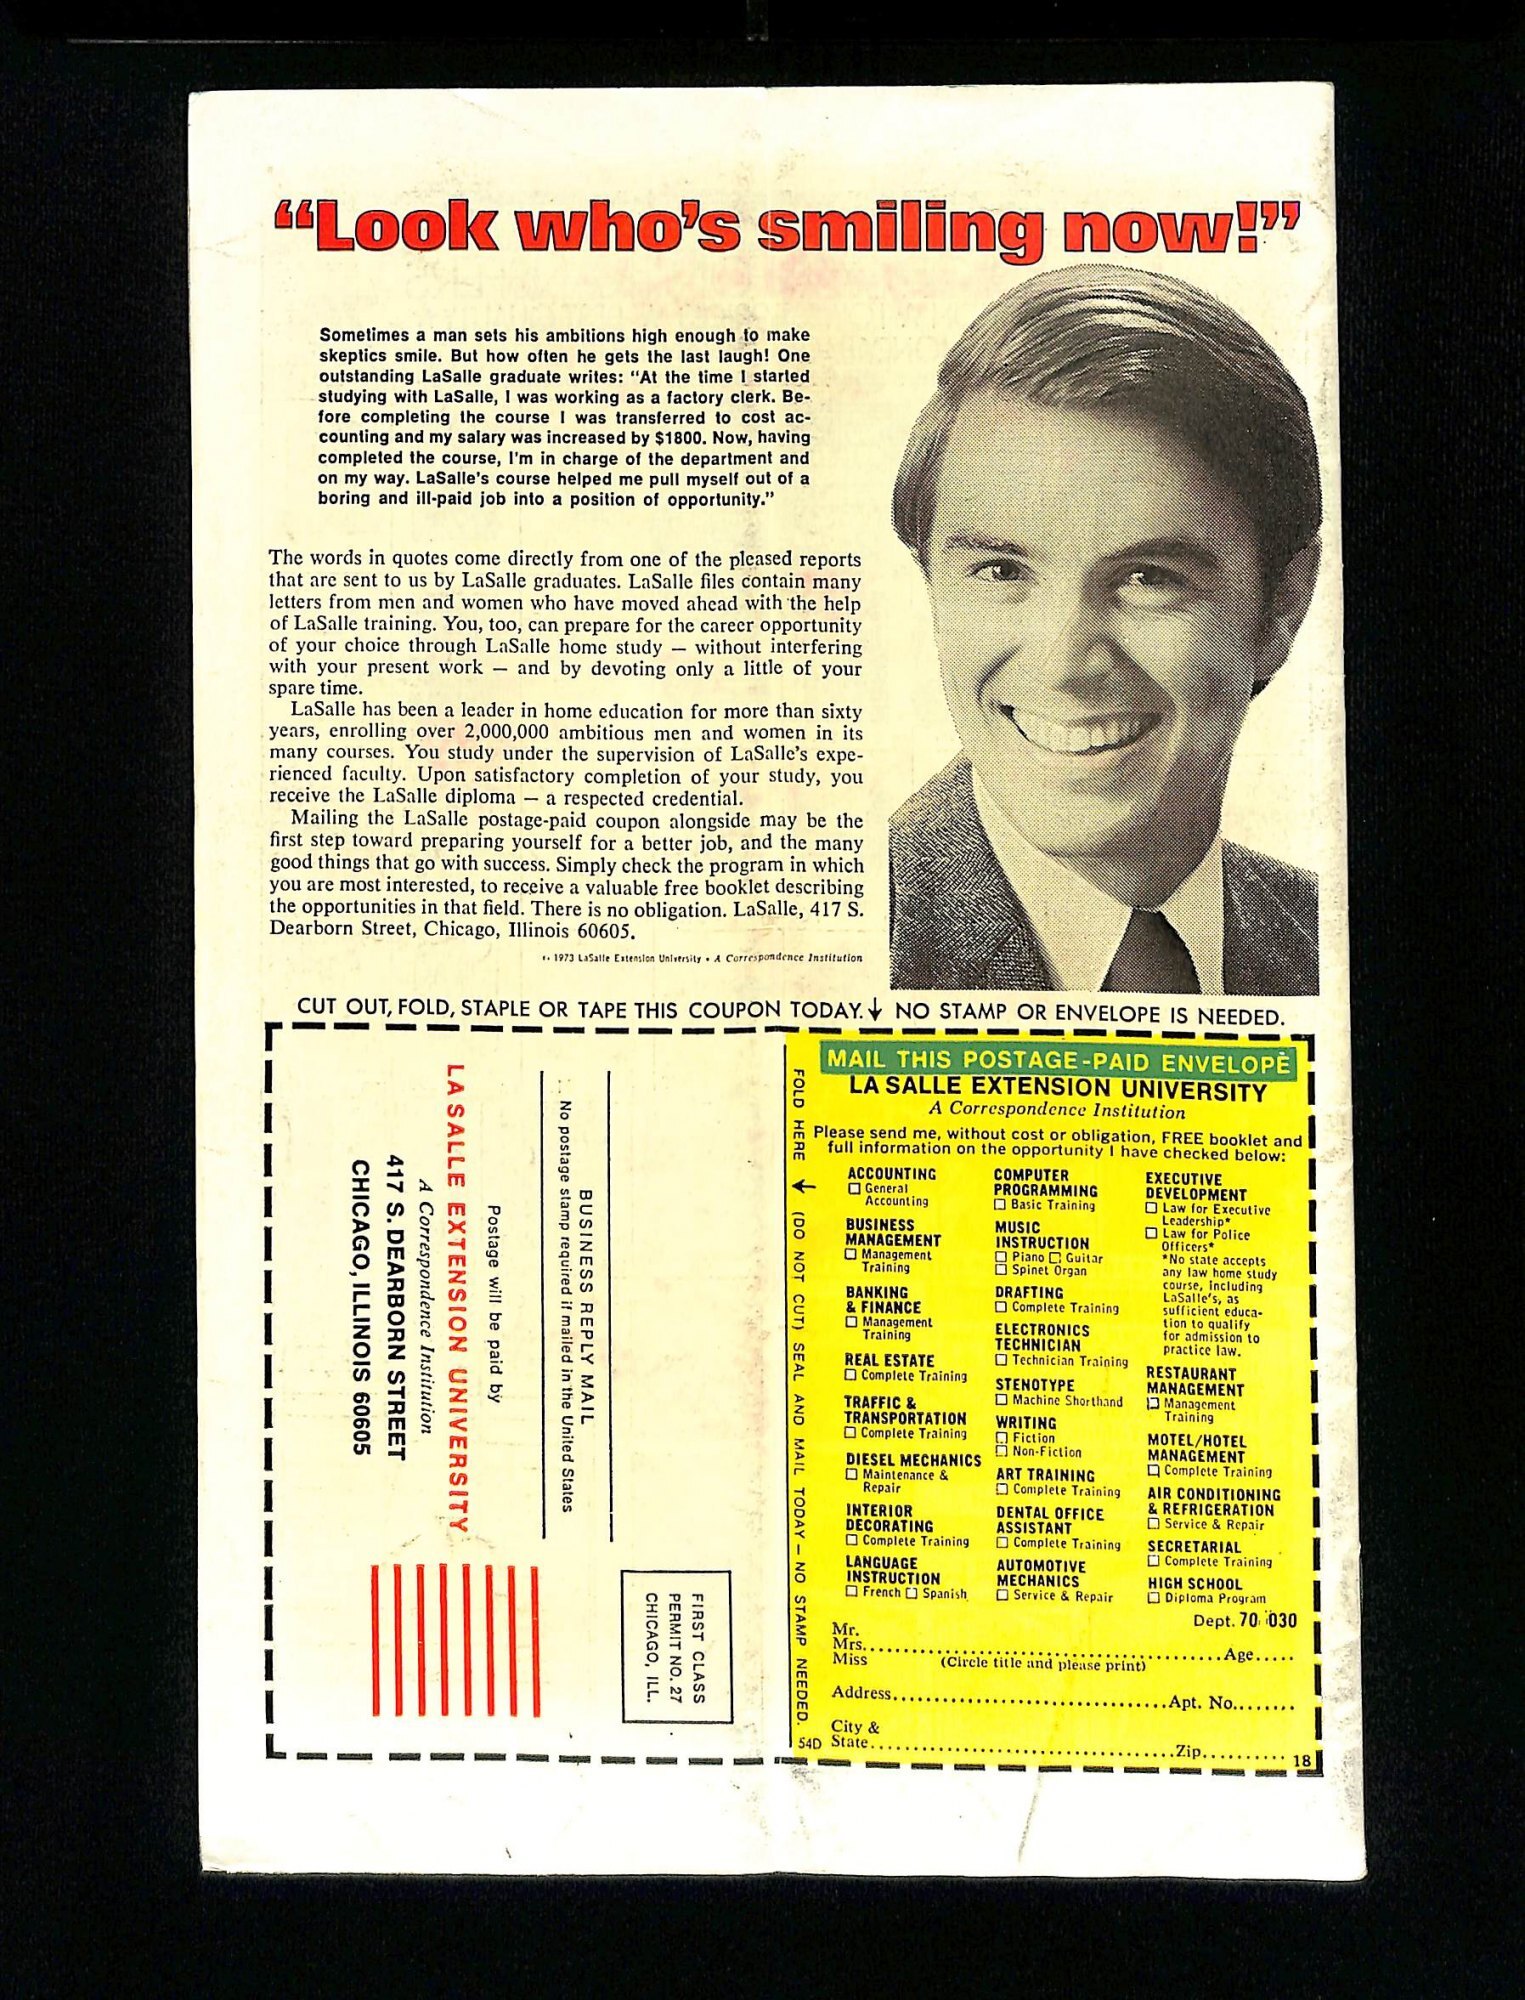 “Look who’s smiling now!”
Sometimes a man sets his ambitions high enough to make
skeptics smile. But how often he gets the last laugh! One
outstanding LaSalle graduate writes: “At the time I started
studying with LaSalle, I was working as a factory clerk. Be-
fore completing the course I was transferred to cost ac-
counting and my salary was increased by $1800. Now, having
completed the course, I'm in charge of the department and
on my way. LaSalle's course helped me pull myself out of a
boring and ill-paid job into a position of opportunity.”
The words in quotes come directly from one of the pleased reports
that are sent to us by LaSalle graduates. LaSalle files contain many
letters from men and women who have moved ahead with the help
of LaSalle training. You, too, can prepare for the career opportunity
of your choice through LaSalle home study — without interfering
with your present work — and by devoting only a little of your
spare time.
LaSalle has been a leader in home education for more than sixty
years, enrolling over 2,000,000 ambitious men and women in its
many courses. You study under the supervision of LaSalle's expe-
rienced faculty. Upon satisfactory completion of your study, you
receive the LaSalle diploma — a respected credential.
Mailing the LaSalle postage-paid coupon alongside may be the
first step toward preparing yourself for a better job, and the many
good things that go with success. Simply check the program in which
you are most interested, to receive a valuable free booklet describing
the opportunities in that field. There is no obligation. LaSalle, 417 S.
Dearborn Street, Chicago, Illinois 60605.
1973 LaSalle Extension University • A Correspondence Institution
CUT OUT, FOLD, STAPLE OR TAPE THIS COUPON TODAY.↓ NO STAMP OR ENVELOPE IS NEEDED.
FIRST CLASS
PERMIT NO. 27
CHICAGO, ILL.
BUSINESS REPLY MAIL
No postage stamp required if mailed in the United States
Postage will be paid by
LA SALLE EXTENSION UNIVERSITY
A Correspondence Institution
417 S. DEARBORN STREET
CHICAGO, ILLINOIS 60605
FOLD HERE ↓ (DO NOT CUT) SEAL AND MAIL TODAY — NO STAMP NEEDED.
54D
MAIL THIS POSTAGE-PAID ENVELOPE
LA SALLE EXTENSION UNIVERSITY
A Correspondence Institution
Please send me, without cost or obligation, FREE booklet and
full information on the opportunity I have checked below:
ACCOUNTING
☐ General
Accounting
BUSINESS
MANAGEMENT
☐ Management
Training
BANKING
& FINANCE
☐ Management
Training
REAL ESTATE
☐ Complete Training
TRAFFIC &
TRANSPORTATION
☐ Complete Training
DIESEL MECHANICS
☐ Maintenance &
Repair
INTERIOR
DECORATING
☐ Complete Training
LANGUAGE
INSTRUCTION
☐ French ☐ Spanish
COMPUTER
PROGRAMMING
☐ Basic Training
MUSIC
INSTRUCTION
☐ Piano ☐ Guitar
☐ Spinet Organ
DRAFTING
☐ Complete Training
ELECTRONICS
TECHNICIAN
☐ Technician Training
STENOTYPE
☐ Machine Shorthand
WRITING
☐ Fiction
☐ Non-Fiction
ART TRAINING
☐ Complete Training
DENTAL OFFICE
ASSISTANT
☐ Complete Training
AUTOMOTIVE
MECHANICS
☐ Service & Repair
EXECUTIVE
DEVELOPMENT
☐ Law for Executive
Leadership*
☐ Law for Police
Officers*
*No state accepts
any law home study
course, including
LaSalle's, as
sufficient educa-
tion to qualify
for admission to
practice law.
RESTAURANT
MANAGEMENT
☐ Management
Training
MOTEL/HOTEL
MANAGEMENT
☐ Complete Training
AIR CONDITIONING
& REFRIGERATION
☐ Service & Repair
SECRETARIAL
☐ Complete Training
HIGH SCHOOL
☐ Diploma Program
Dept. 70-030
Mr.
Mrs. Age
Miss (Circle title and please print)
Address Apt. No.
City &
State Zip
18